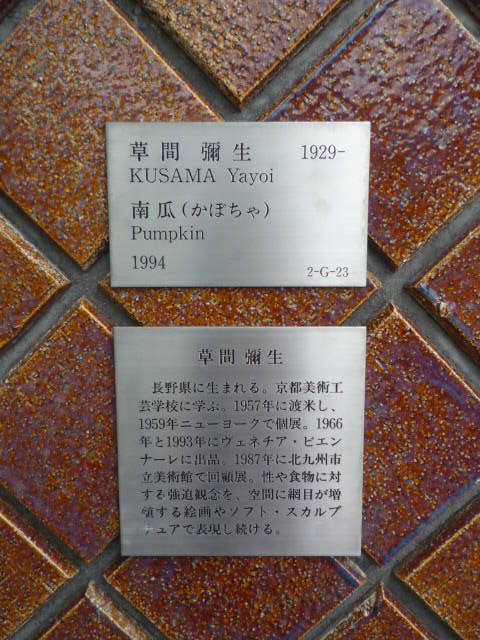 草間 彌生 1929-
KUSAMA Yayoi
南瓜(かぼちゃ)
Pumpkin
1994
2-G-23
草間彌生
長野県に生まれる。京都美術工
芸学校に学ぶ。1957年に渡米し、
1959年ニューヨークで個展。1966
年と1993年にヴェネチア・ビエン
ナーレに出品。1987年に北九州市
立美術館で回顧展。性や食物に対
する強迫観念を、空間に網目が増
殖する絵画やソフト・スカルプ
チュアで表現し続ける。